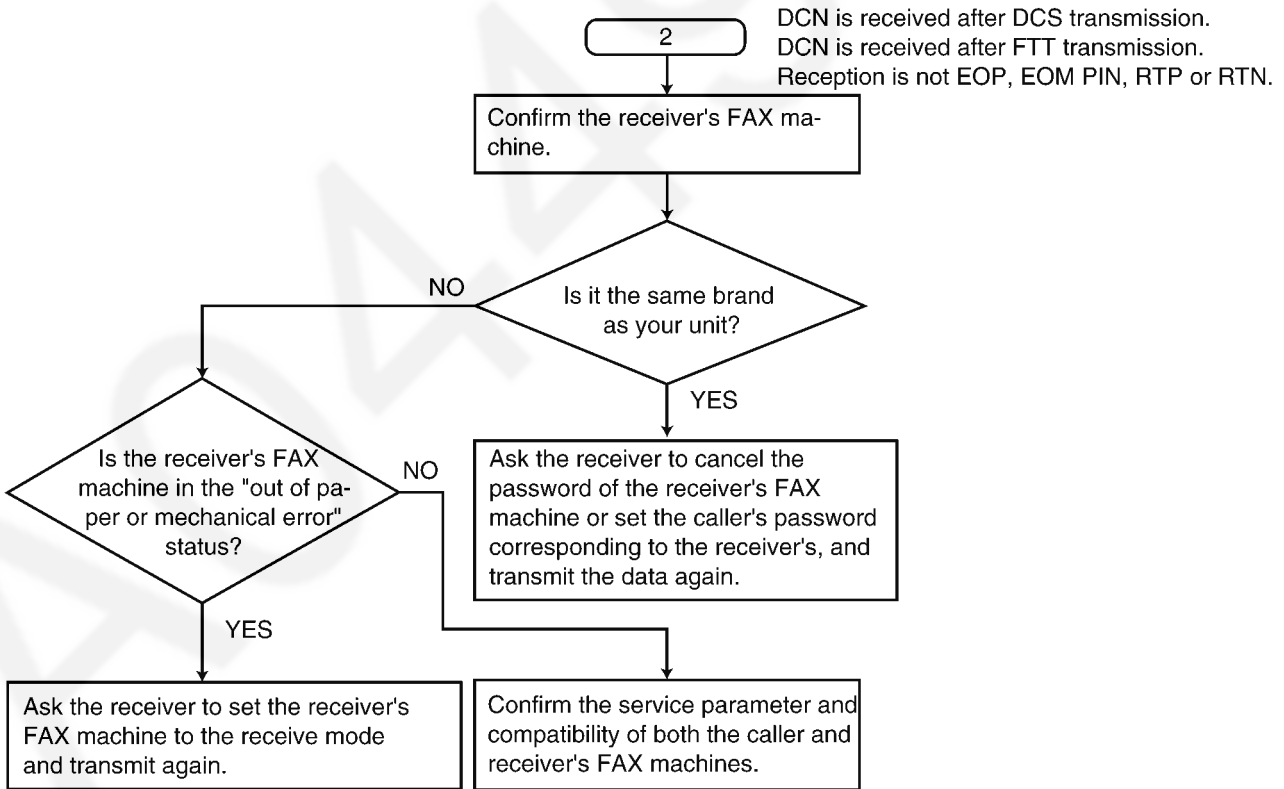 2
DCN is received after DCS transmission.
DCN is received after FTT transmission.
Reception is not EOP, EOM PIN, RTP or RTN.
Confirm the receiver's FAX ma-
chine.
Is it the same brand
as your unit?
NO
YES
Is the receiver's FAX
machine in the "out of pa-
per or mechanical error"
status?
NO
YES
Ask the receiver to cancel the
password of the receiver's FAX
machine or set the caller's password
corresponding to the receiver's, and
transmit the data again.
Ask the receiver to set the receiver's
FAX machine to the receive mode
and transmit again.
Confirm the service parameter and
compatibility of both the caller and
receiver's FAX machines.